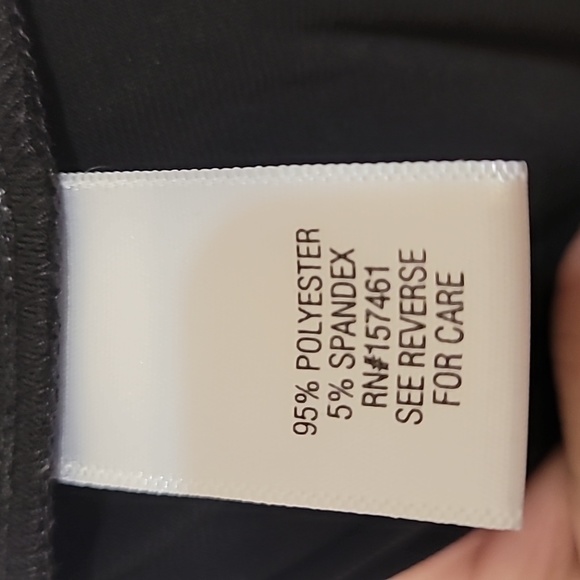 95% POLYESTER
5% SPANDEX
RN#157461
SEE REVERSE
FOR CARE